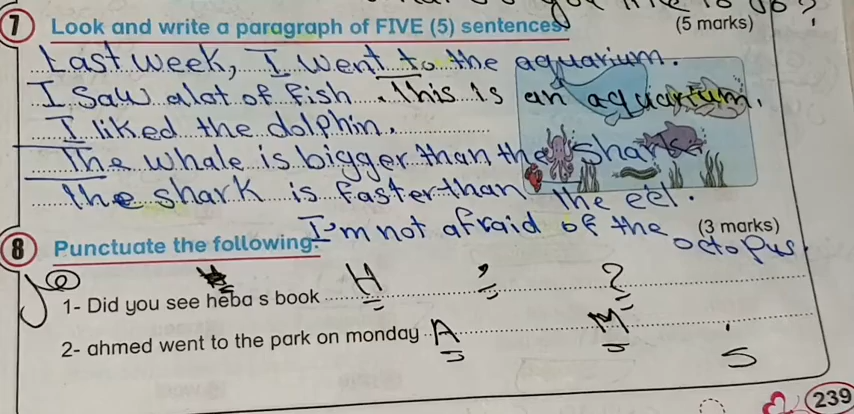 7 Look and write a paragraph of FIVE (5) sentences. (5 marks)
Last week, I went to the aquarium.
I saw alot of fish. This is an aquarium.
I liked the dolphin.
The whale is bigger than the shark.
The shark is faster than the eel.
I'm not afraid of the octopus.
8 Punctuate the following: (3 marks)
1- Did you see heba s book H , ?
2- ahmed went to the park on monday A M .
239